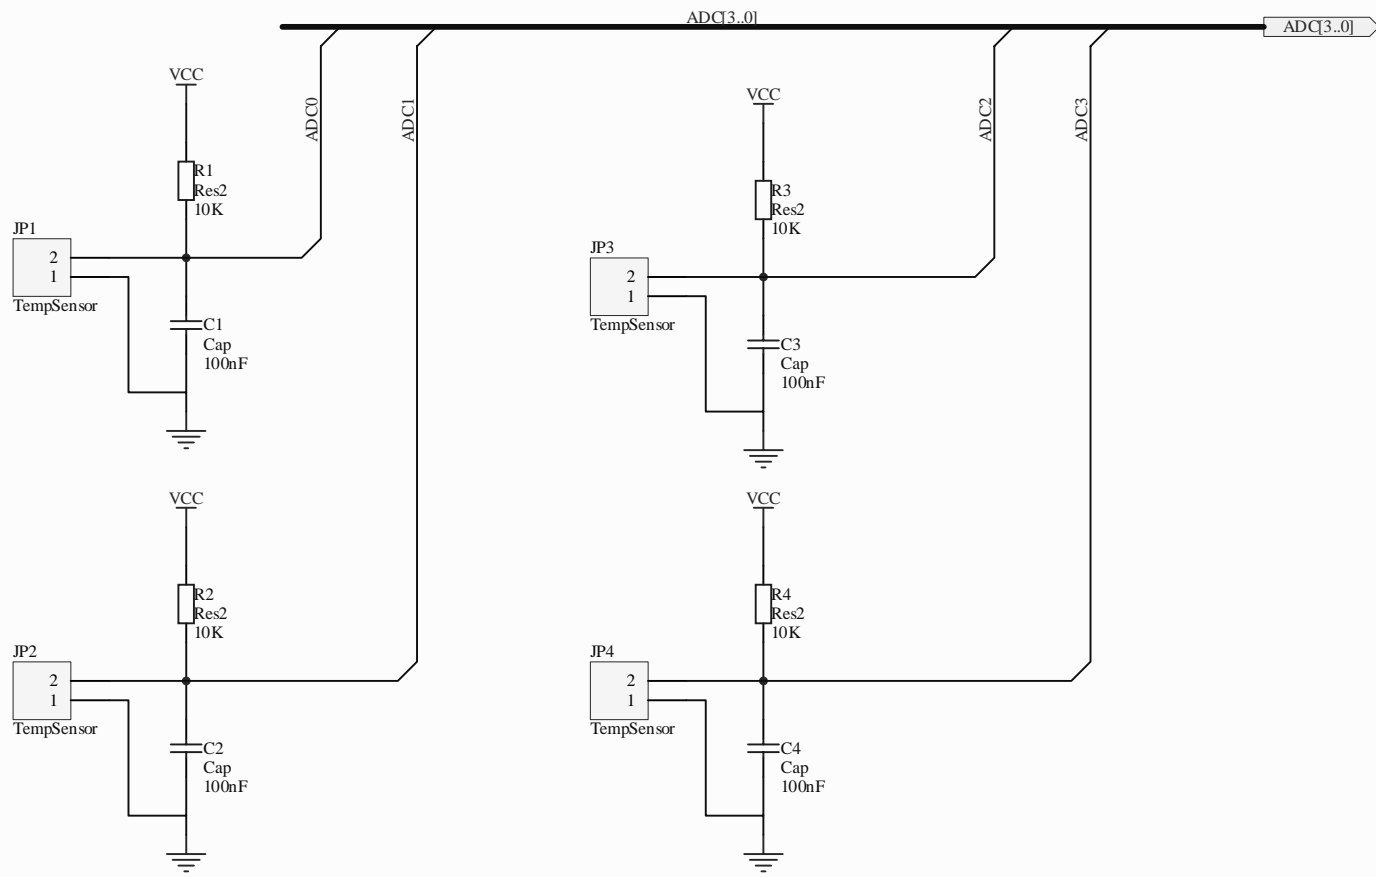 ADC[3..0]
ADC[3..0]
VCC
ADC0
ADC1
R1
Res2
10K
JP1
2
1
TempSensor
C1
Cap
100nF
VCC
ADC2
ADC3
R3
Res2
10K
JP3
2
1
TempSensor
C3
Cap
100nF
VCC
R2
Res2
10K
JP2
2
1
TempSensor
C2
Cap
100nF
VCC
R4
Res2
10K
JP4
2
1
TempSensor
C4
Cap
100nF